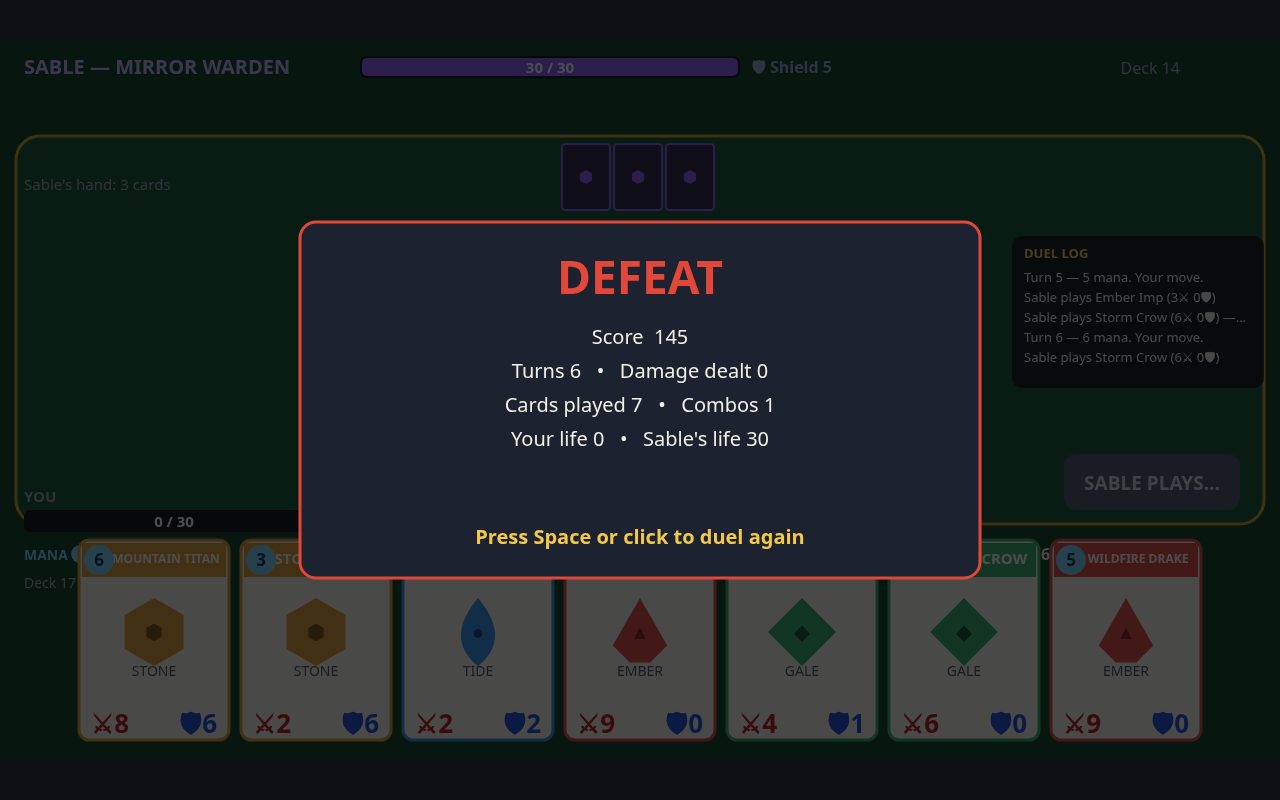 SABLE — MIRROR WARDEN
30 / 30
Shield 5
Deck 14
Sable's hand: 3 cards
DEFEAT
Score 145
Turns 6 • Damage dealt 0
Cards played 7 • Combos 1
Your life 0 • Sable's life 30
Press Space or click to duel again
DUEL LOG
Turn 5 — 5 mana. Your move.
Sable plays Ember Imp (3⚔ 0🛡)
Sable plays Storm Crow (6⚔ 0🛡) —…
Turn 6 — 6 mana. Your move.
Sable plays Storm Crow (6⚔ 0🛡)
SABLE PLAYS…
YOU
0 / 30
MANA
Deck 17
6 MOUNTAIN TITAN
STONE
⚔8 🛡6
3 STO
STONE
⚔2 🛡6
TIDE
⚔2 🛡2
EMBER
⚔9 🛡0
GALE
⚔4 🛡1
CROW
GALE
⚔6 🛡0
6
5 WILDFIRE DRAKE
EMBER
⚔9 🛡0